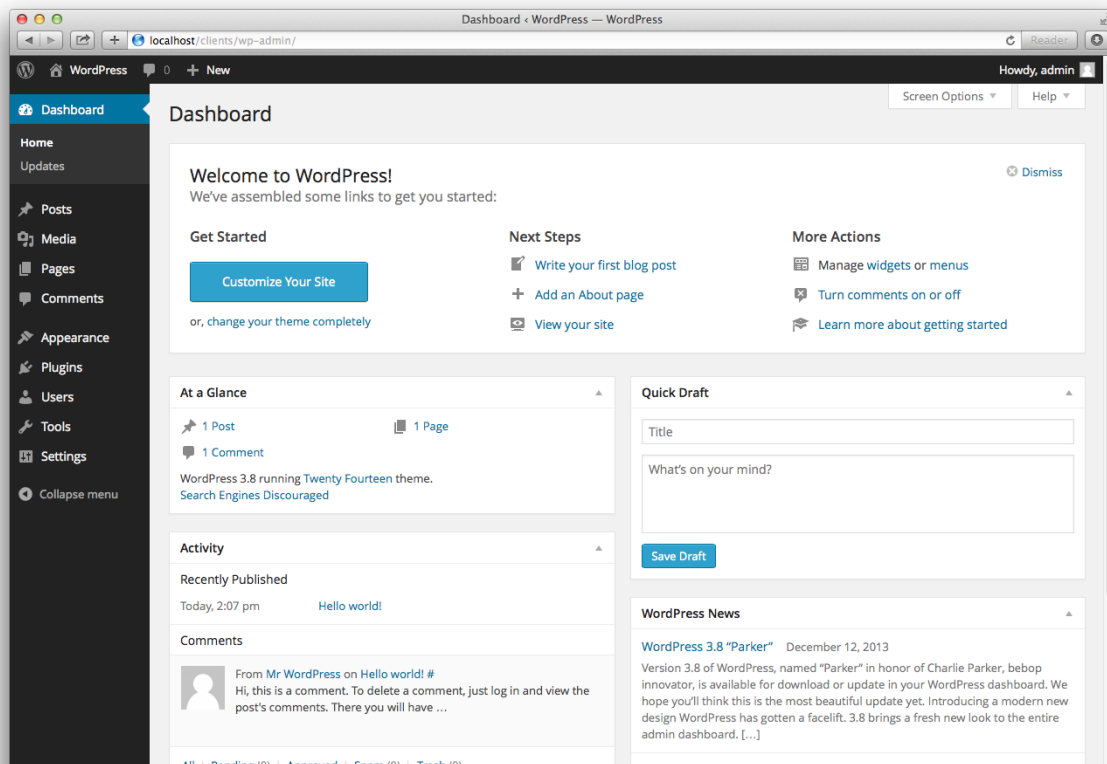 Dashboard ‹ WordPress — WordPress
localhost/clients/wp-admin/
Reader
WordPress 0 + New
Howdy, admin
Dashboard
Home
Updates
Posts
Media
Pages
Comments
Appearance
Plugins
Users
Tools
Settings
Collapse menu
Screen Options
Help
Dashboard
Welcome to WordPress!
We've assembled some links to get you started:
Dismiss
Get Started
Customize Your Site
or, change your theme completely
Next Steps
Write your first blog post
Add an About page
View your site
More Actions
Manage widgets or menus
Turn comments on or off
Learn more about getting started
At a Glance
1 Post
1 Page
1 Comment
WordPress 3.8 running Twenty Fourteen theme.
Search Engines Discouraged
Activity
Recently Published
Today, 2:07 pm Hello world!
Comments
From Mr WordPress on Hello world! #
Hi, this is a comment. To delete a comment, just log in and view the
post's comments. There you will have …
All | Pending (0) | Approved | Spam (0) | Trash (0)
Quick Draft
Title
What's on your mind?
Save Draft
WordPress News
WordPress 3.8 “Parker” December 12, 2013
Version 3.8 of WordPress, named “Parker” in honor of Charlie Parker, bebop
innovator, is available for download or update in your WordPress dashboard. We
hope you'll think this is the most beautiful update yet. Introducing a modern new
design WordPress has gotten a facelift. 3.8 brings a fresh new look to the entire
admin dashboard. […]